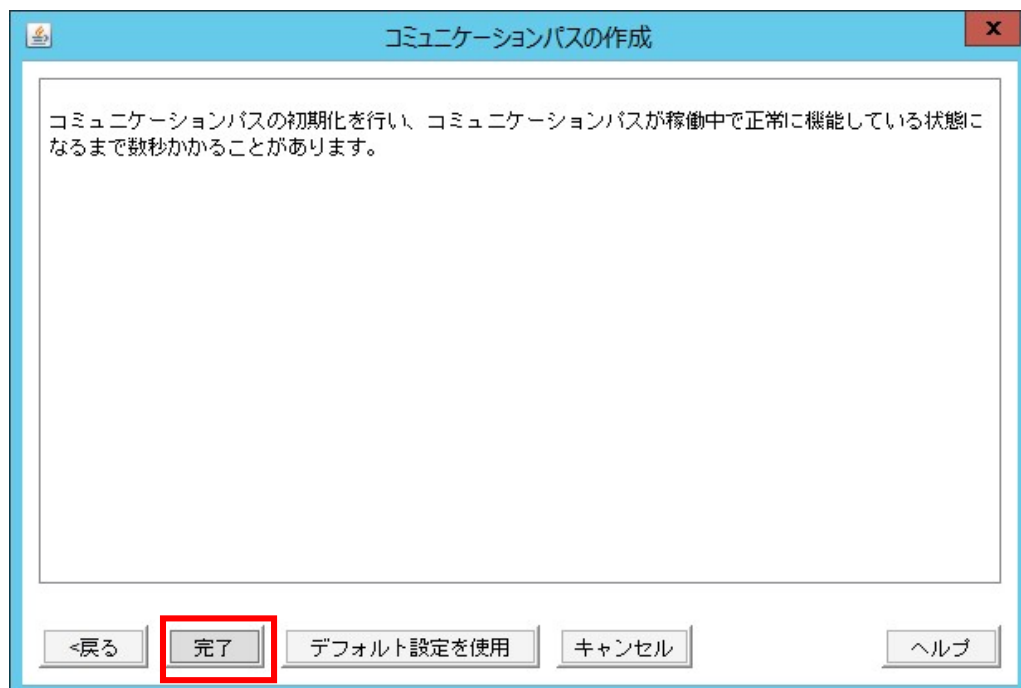 コミュニケーションパスの作成
x
コミュニケーションパスの初期化を行い、コミュニケーションパスが稼働中で正常に機能している状態に
なるまで数秒かかることがあります。
<戻る
完了
デフォルト設定を使用
キャンセル
ヘルプ